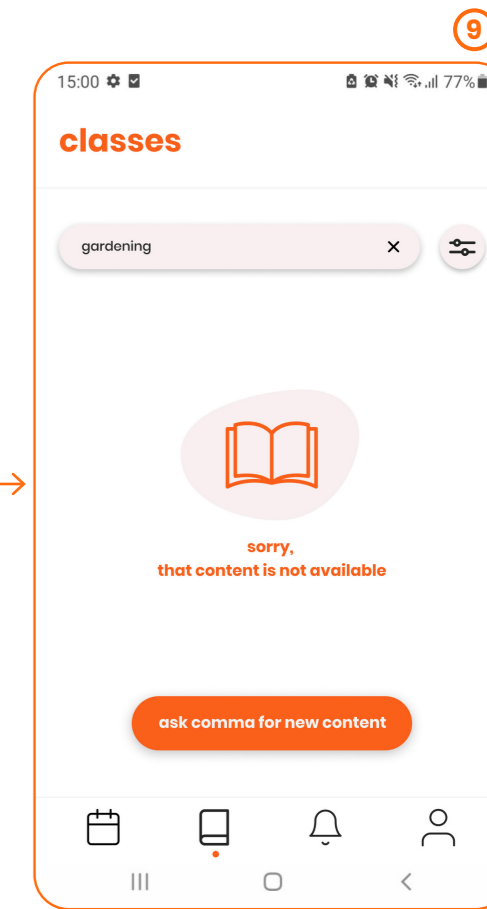 9
15:00
77%
classes
gardening
sorry,
that content is not available
ask comma for new content